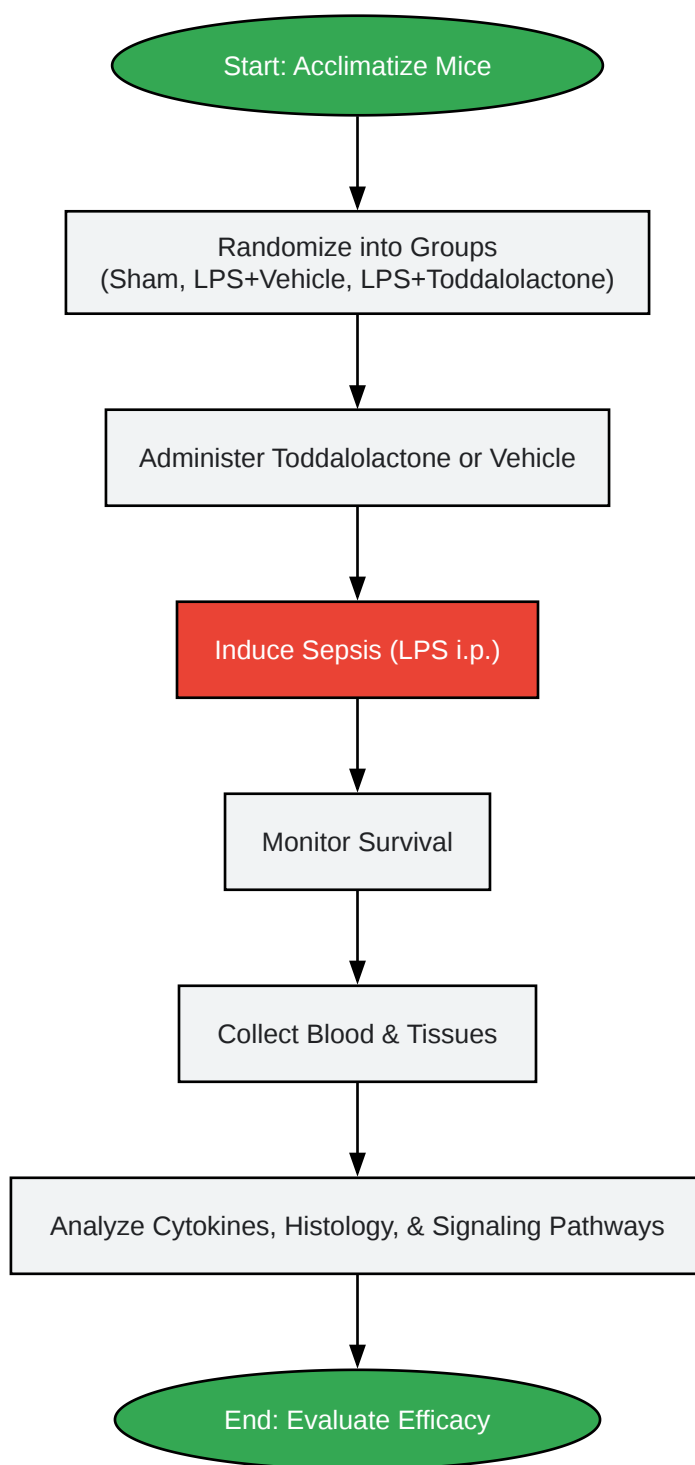 Start: Acclimatize Mice
Randomize into Groups
(Sham, LPS+Vehicle, LPS+Toddalolactone)
Administer Toddalolactone or Vehicle
Induce Sepsis (LPS i.p.)
Monitor Survival
Collect Blood & Tissues
Analyze Cytokines, Histology, & Signaling Pathways
End: Evaluate Efficacy